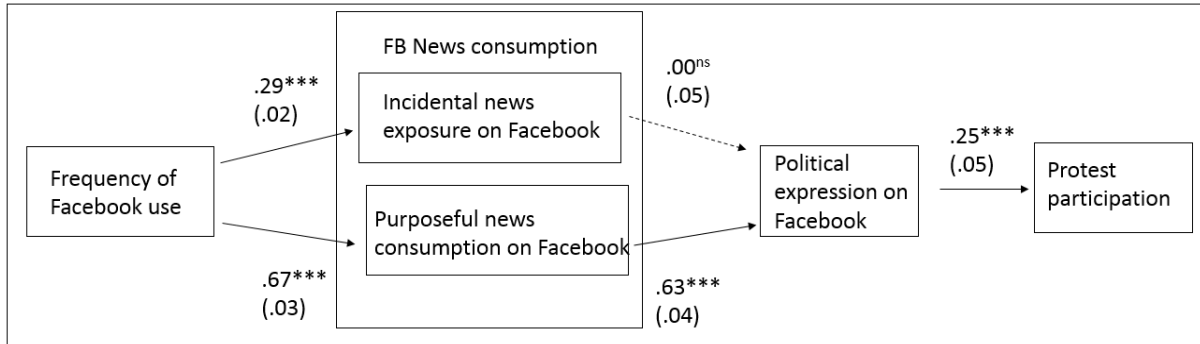 FB News consumption
.29***
(.02)
Incidental news
exposure on Facebook
.00ns
(.05)
Frequency of
Facebook use
Purposeful news
consumption on Facebook
.67***
(.03)
.63***
(.04)
Political
expression on
Facebook
.25***
(.05)
Protest
participation